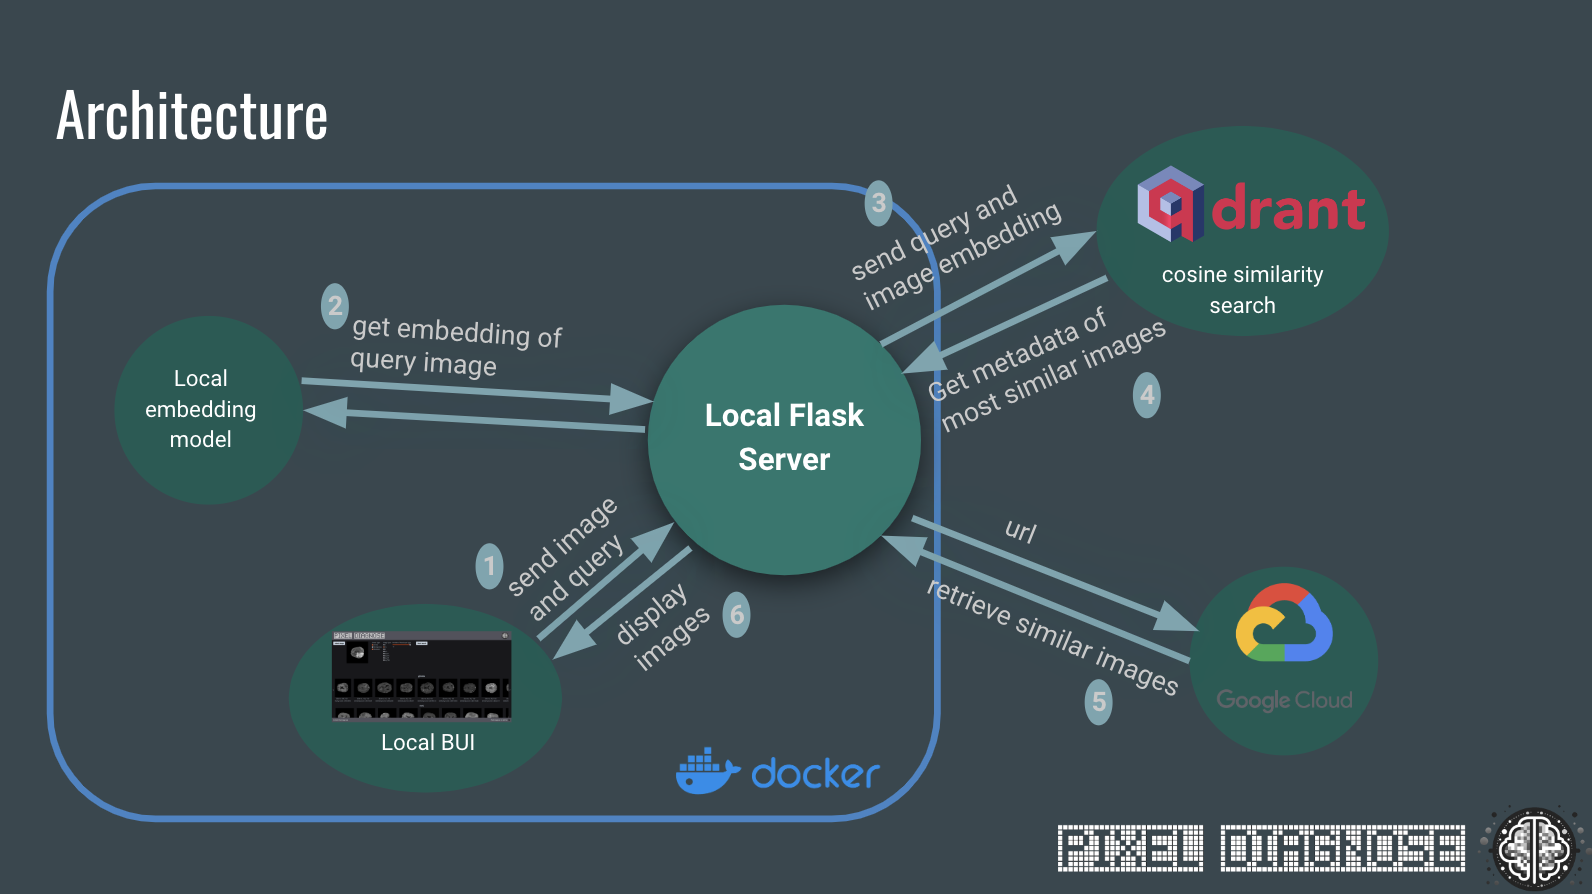 Architecture
3
send query and
image embedding
drant
cosine similarity
search
2
get embedding of
query image
Local
embedding
model
Local Flask
Server
Get metadata of
most similar images
4
1
send image
and query
display
images
6
url
retrieve similar images
5
Google Cloud
PIXEL DIAGNOSE
Local BUI
docker
PIXEL DIAGNOSE